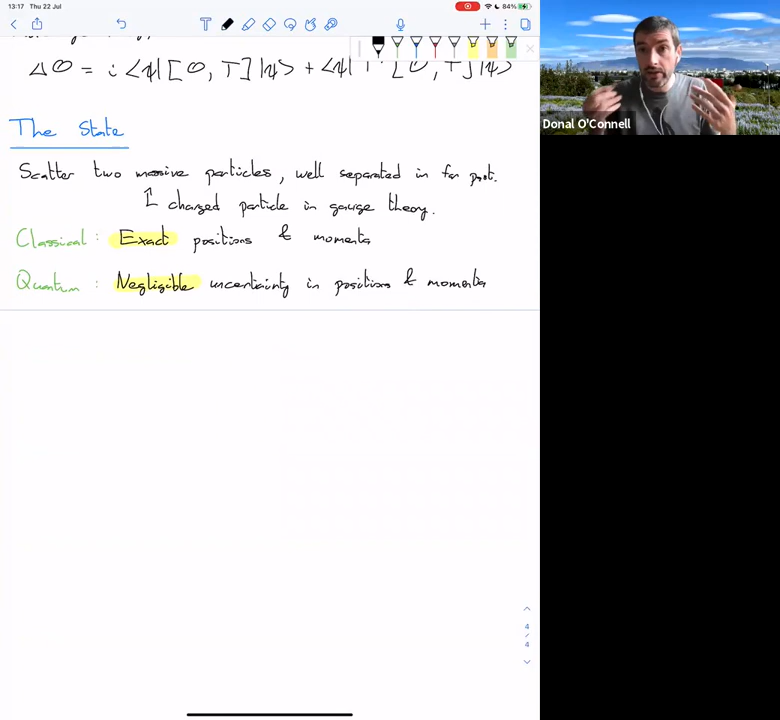 13:17 Thu 22 Jul
84%
Δ𝒪 = i <ψ| [𝒪, T] |ψ> + <ψ| T† [𝒪, T] |ψ>
The State
Scatter two massive particles, well separated in far past.
↑ charged particle in gauge theory.
Classical : Exact positions & momenta
Quantum : Negligible uncertainty in positions & momenta
4
/
4
Donal O'Connell